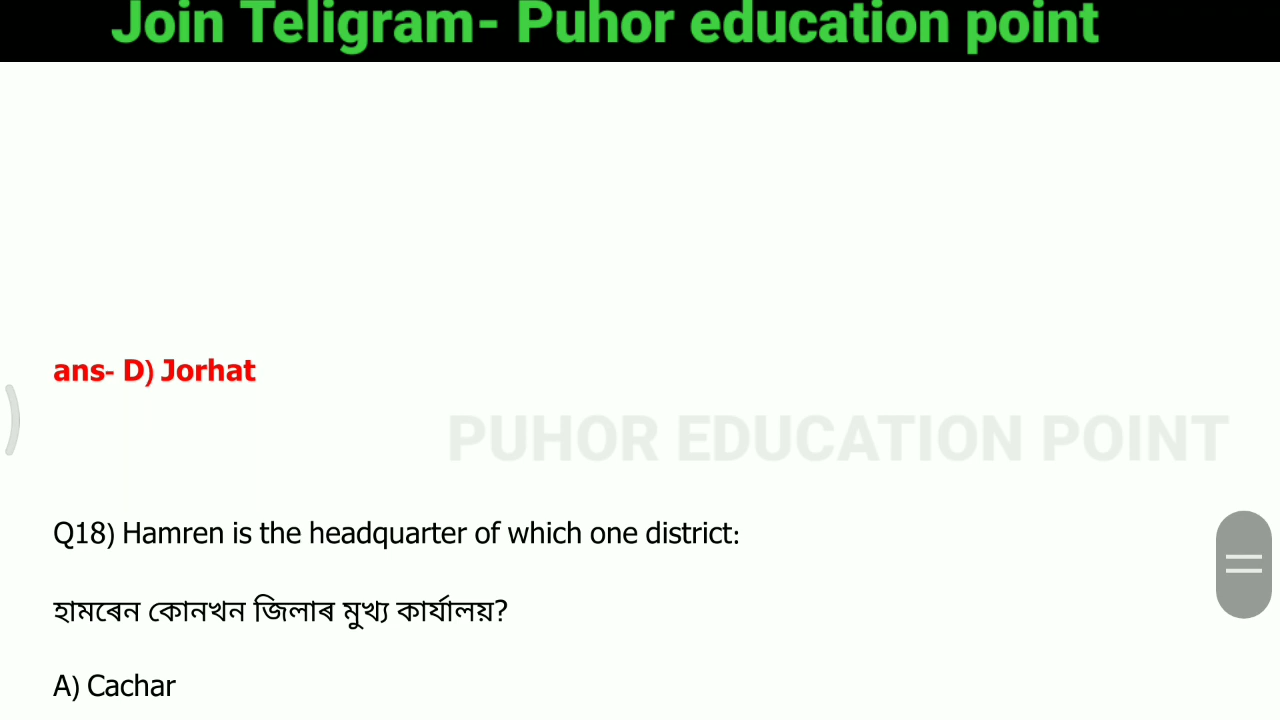 Join Teligram- Puhor education point
ans- D) Jorhat
PUHOR EDUCATION POINT
Q18) Hamren is the headquarter of which one district:
হামৰেন কোনখন জিলাৰ মুখ্য কাৰ্যালয়?
A) Cachar